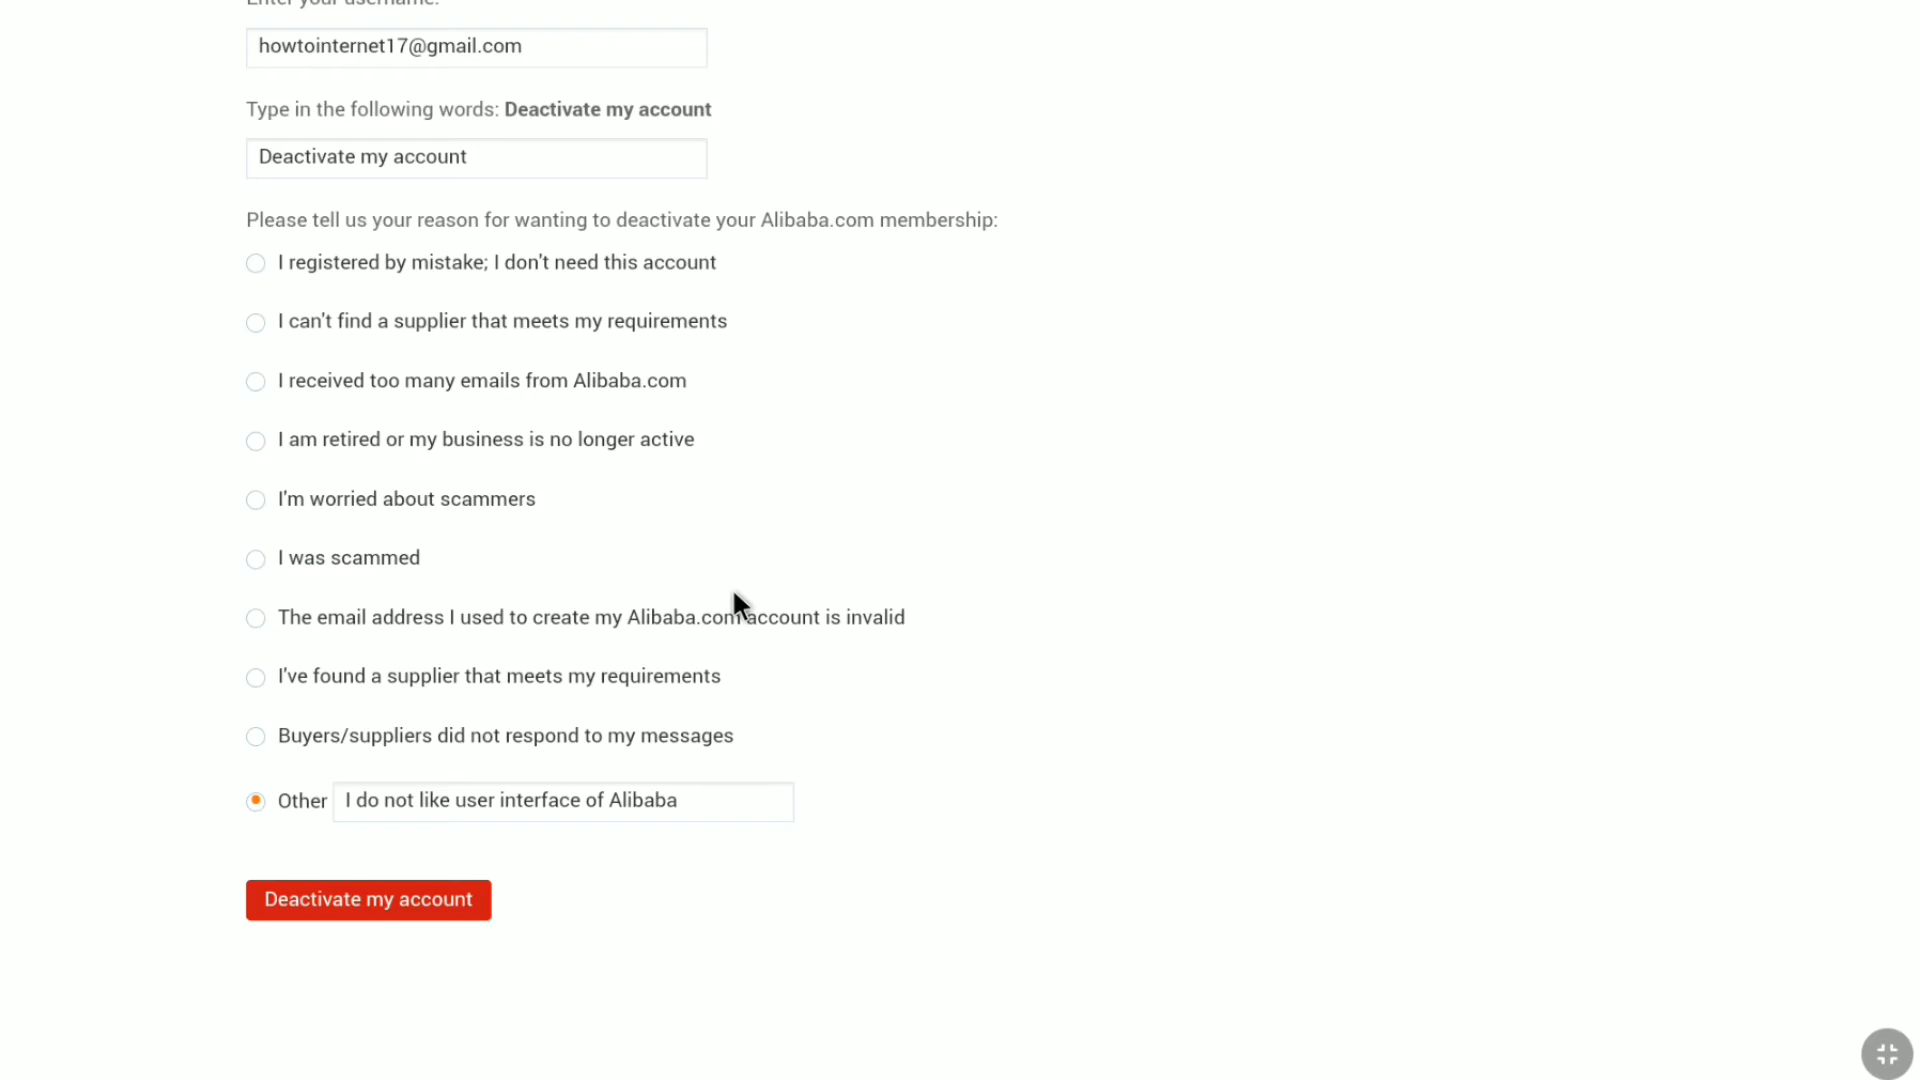 Enter your username:
howtointernet17@gmail.com
Type in the following words: Deactivate my account
Deactivate my account
Please tell us your reason for wanting to deactivate your Alibaba.com membership:
I registered by mistake; I don't need this account
I can't find a supplier that meets my requirements
I received too many emails from Alibaba.com
I am retired or my business is no longer active
I'm worried about scammers
I was scammed
The email address I used to create my Alibaba.com account is invalid
I've found a supplier that meets my requirements
Buyers/suppliers did not respond to my messages
Other I do not like user interface of Alibaba
Deactivate my account